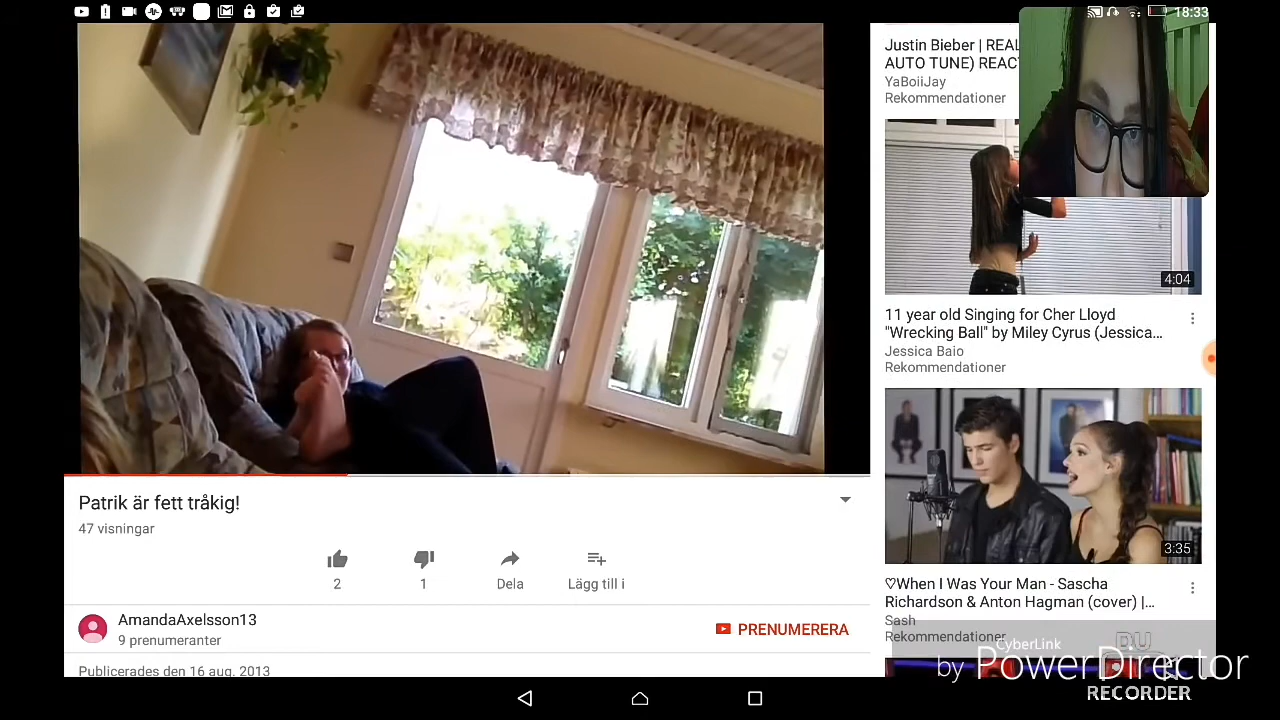 18:33
Justin Bieber | REAL
AUTO TUNE) REAC
YaBoiiJay
Rekommendationer
4:04
11 year old Singing for Cher Lloyd
"Wrecking Ball" by Miley Cyrus (Jessica...
Jessica Baio
Rekommendationer
3:35
♡When I Was Your Man - Sascha
Richardson & Anton Hagman (cover) |...
Sash
Rekommendationer
Patrik är fett tråkig!
47 visningar
2
1
Dela
Lägg till i
AmandaAxelsson13
9 prenumeranter
PRENUMERERA
Publicerades den 16 aug. 2013
CyberLink
by PowerDirector
DU
RECORDER